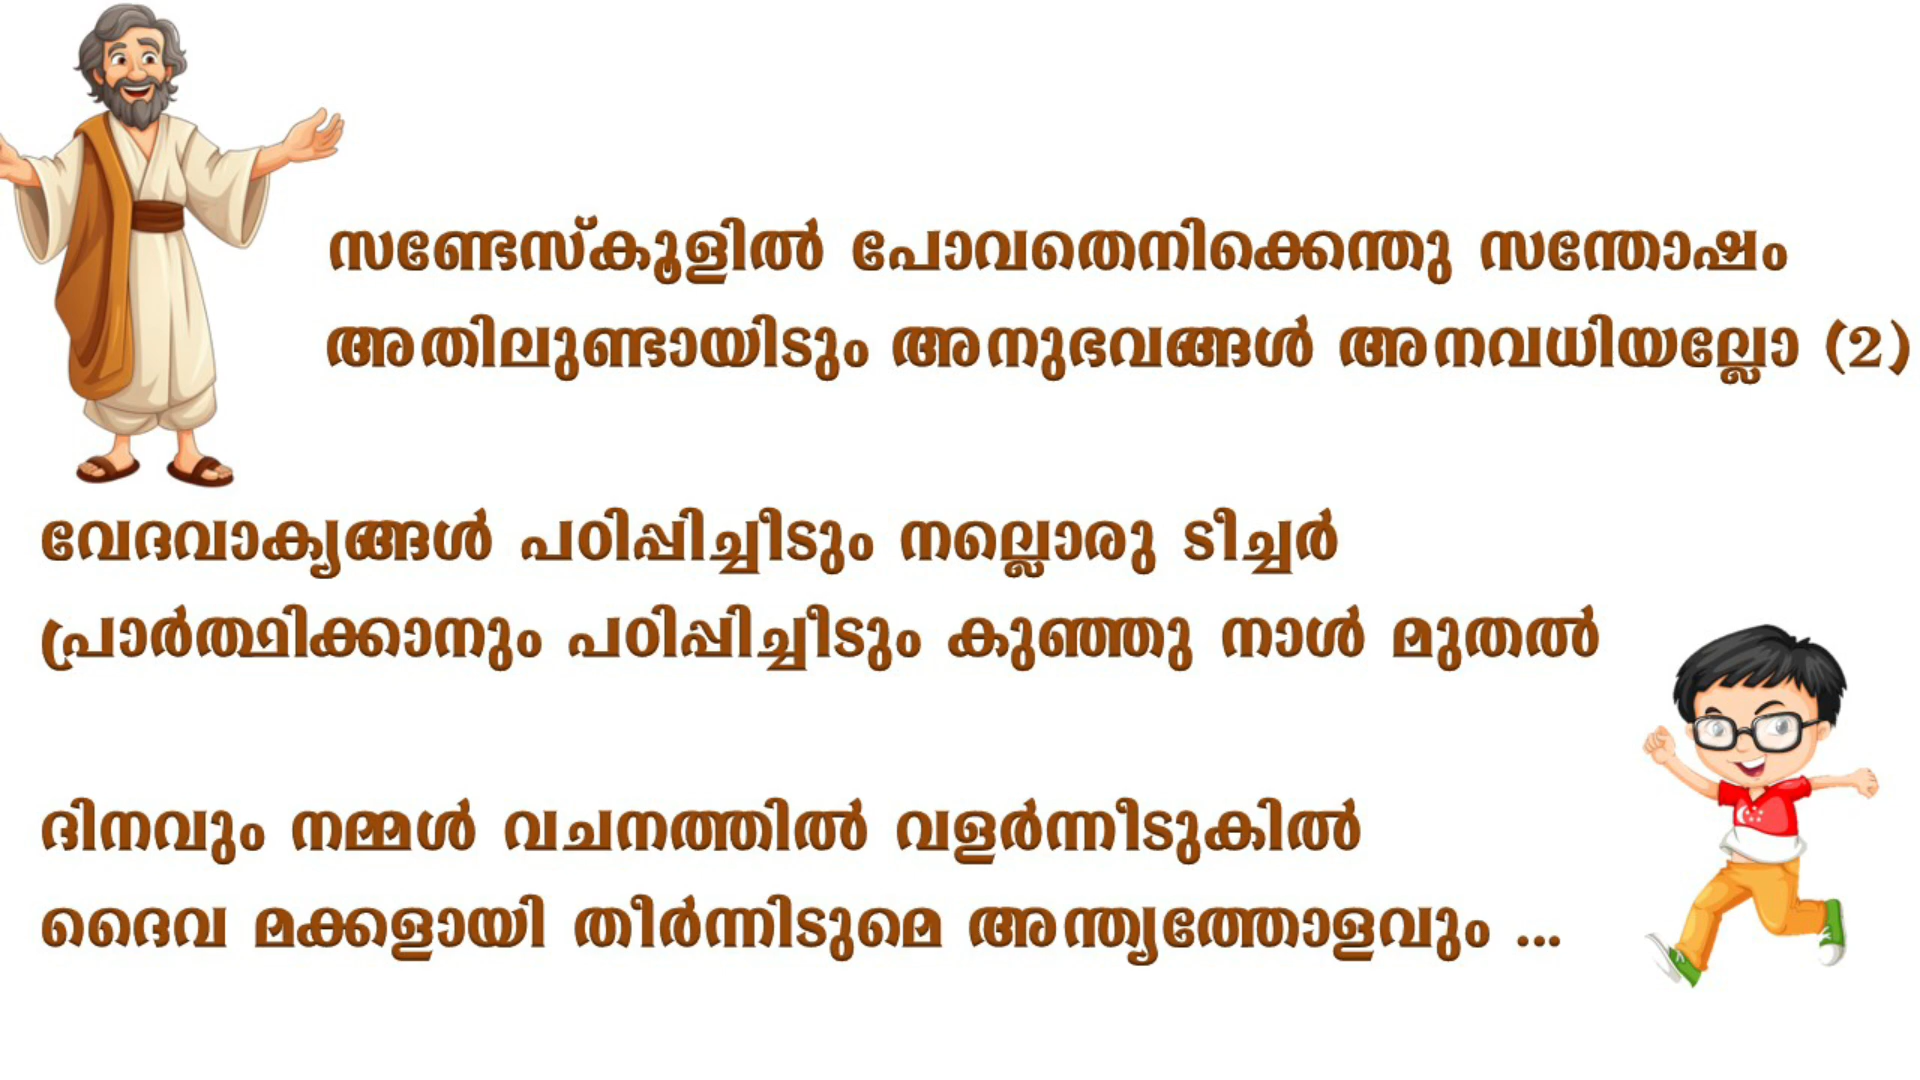 സണ്ടേസ്കൂളിൽ പോവതെനിക്കെന്തു സന്തോഷം
അതിലുണ്ടായിടും അനുഭവങ്ങൾ അനവധിയല്ലോ (2)
വേദവാക്യങ്ങൾ പഠിപ്പിച്ചീടും നല്ലൊരു ടീച്ചർ
പ്രാർത്ഥിക്കാനും പഠിപ്പിച്ചീടും കുഞ്ഞു നാൾ മുതൽ
ദിനവും നമ്മൾ വചനത്തിൽ വളർന്നീടുകിൽ
ദൈവ മക്കളായി തീർന്നിടുമെ അന്ത്യത്തോളവും ...